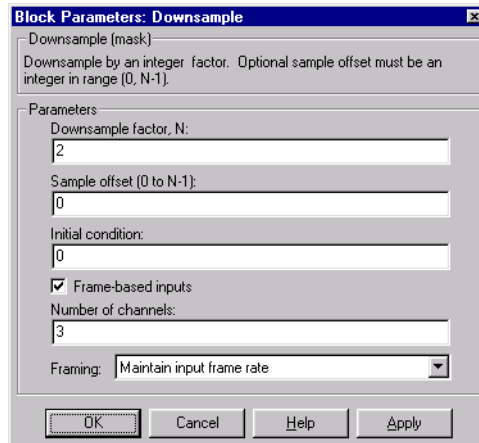 Block Parameters: Downsample
Downsample (mask)
Downsample by an integer factor. Optional sample offset must be an
integer in range (0, N-1).
Parameters
Downsample factor, N:
2
Sample offset (0 to N-1):
0
Initial condition:
0
Frame-based inputs
Number of channels:
3
Framing: Maintain input frame rate
OK Cancel Help Apply